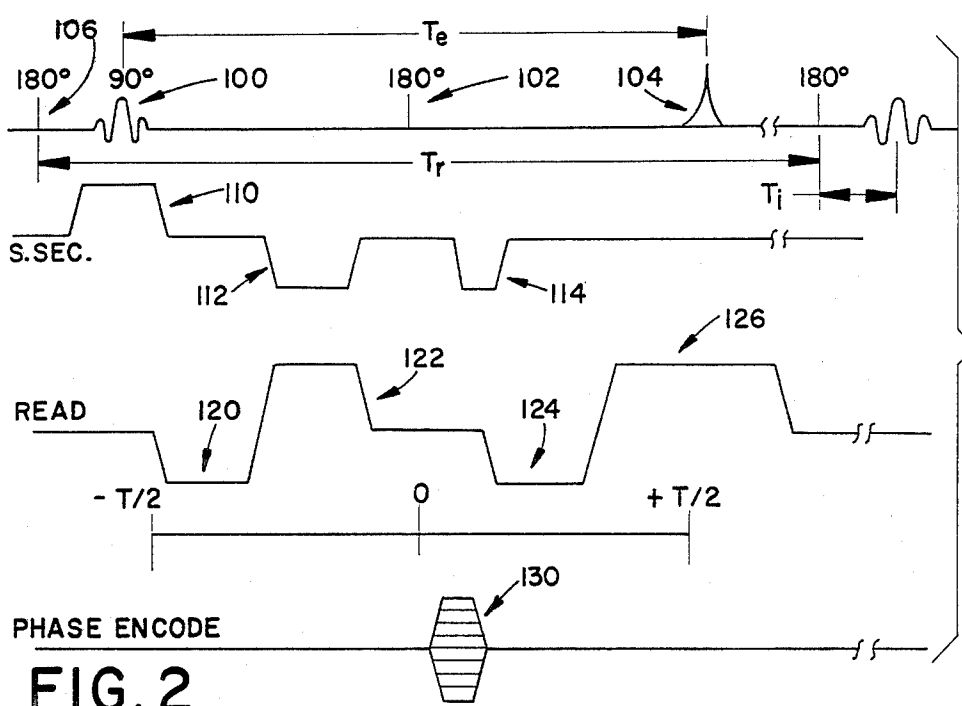 106
Te
180° 90° 100 180° 102 104 180°
Tr
Ti
110
S.SEC.
112 114
126
122
READ 120 124
- T/2 0 + T/2
130
PHASE ENCODE
FIG. 2